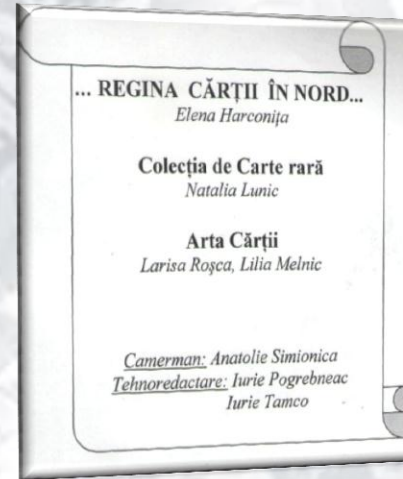 ... REGINA CĂRȚII ÎN NORD...
Elena Harconița
Colecția de Carte rară
Natalia Lunic
Arta Cărții
Larisa Roșca, Lilia Melnic
Camerman: Anatolie Simionica
Tehnoredactare: Iurie Pogrebneac
Iurie Tamco